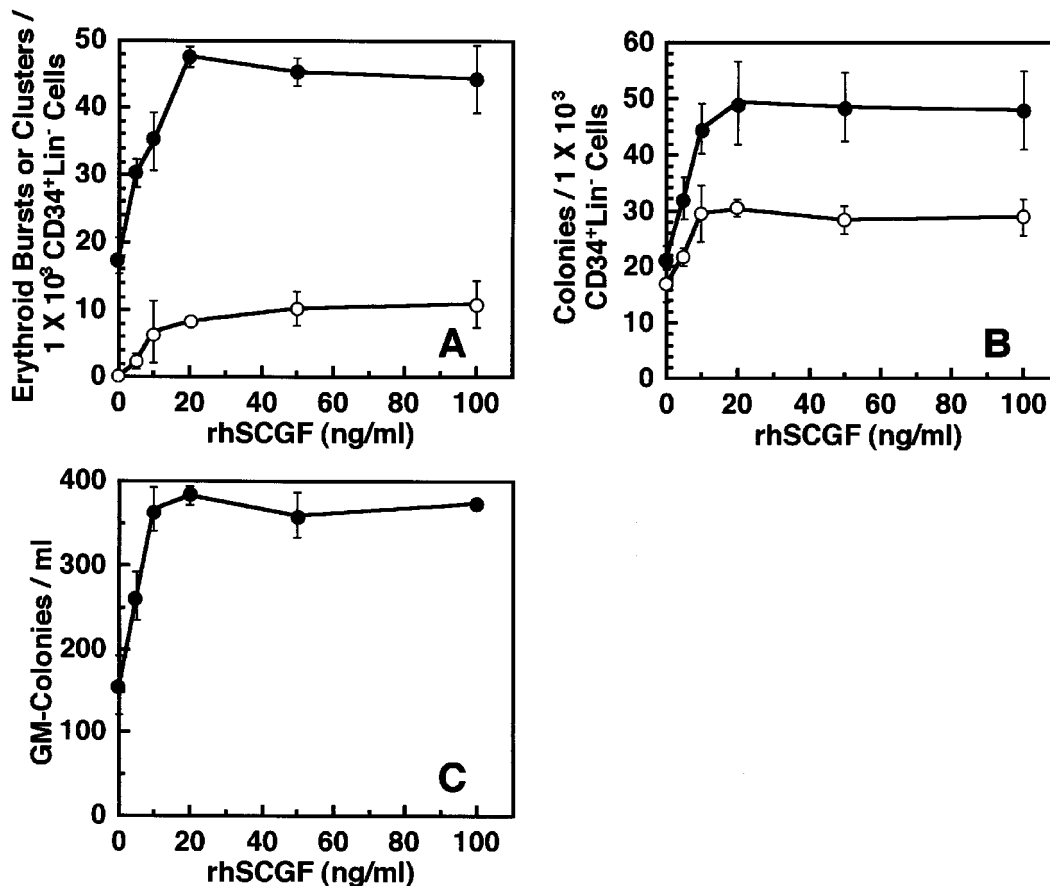 Erythroid Bursts or Clusters /
1 X 10³ CD34⁺Lin⁻ Cells
50
40
30
20
10
0
A
0 20 40 60 80 100
rhSCGF (ng/ml)
Colonies / 1 X 10³
CD34⁺Lin⁻ Cells
60
50
40
30
20
10
0
B
0 20 40 60 80 100
rhSCGF (ng/ml)
GM-Colonies / ml
400
300
200
100
0
C
0 20 40 60 80 100
rhSCGF (ng/ml)